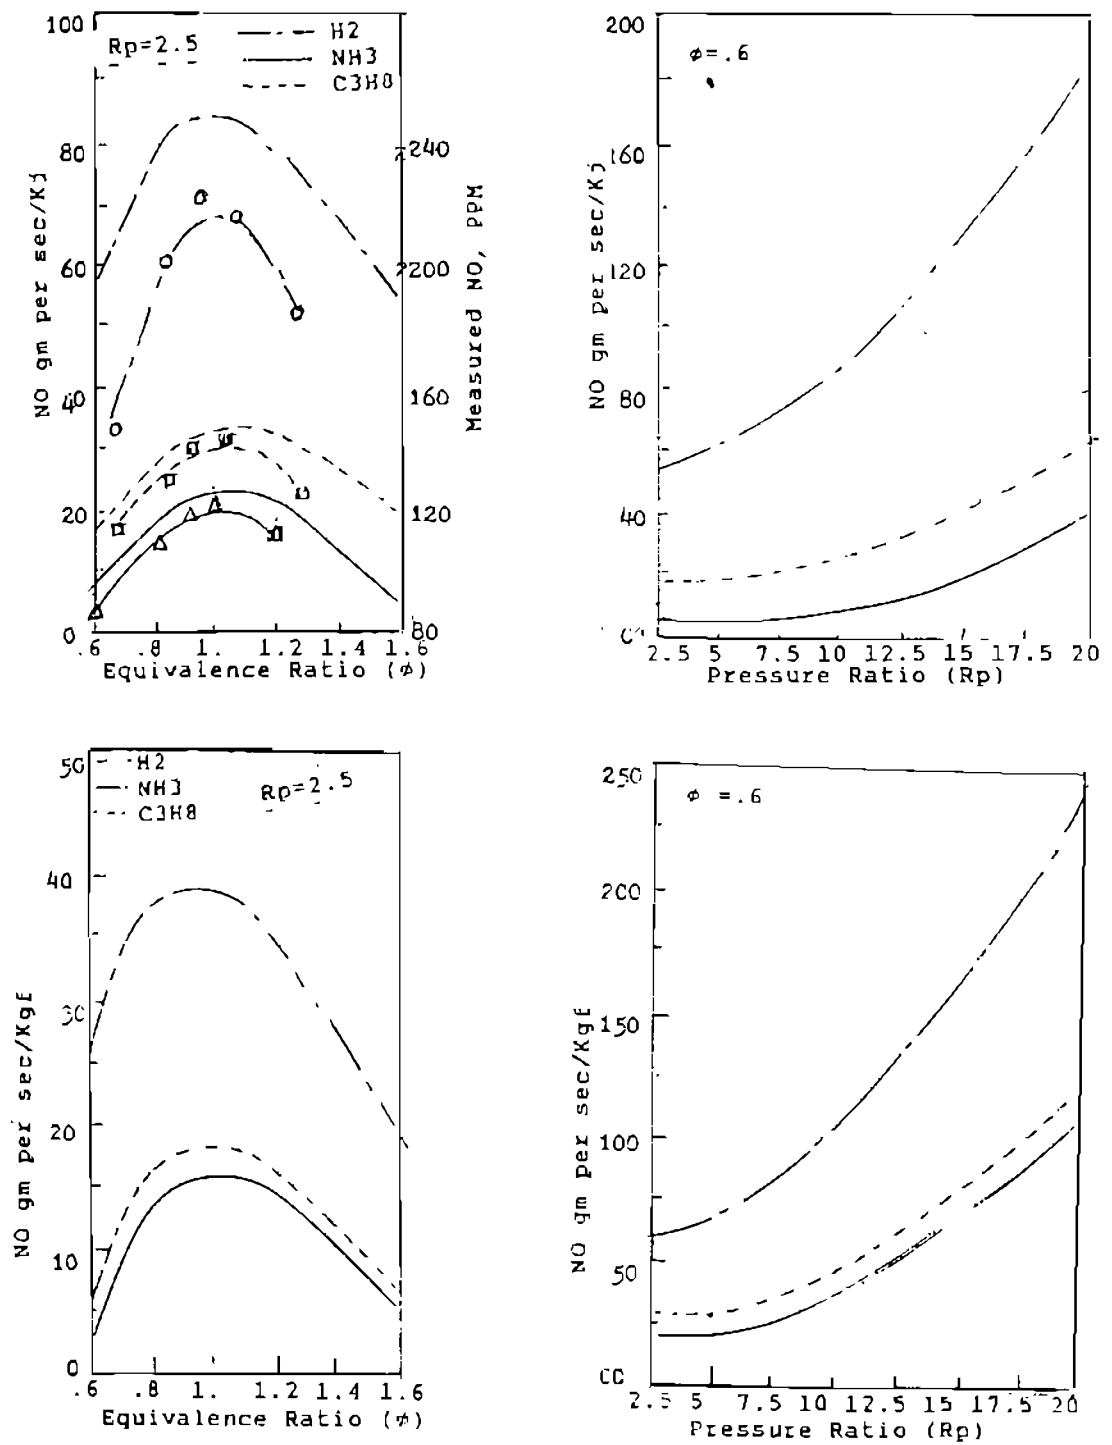 100
Rp=2.5
H2
NH3
C3H8
80
60
40
20
0
NO gm per sec/Kj
240
200
160
120
80
Measured NO, PPM
.6 .8 1. 1.2 1.4 1.6
Equivalence Ratio (φ)
200
φ=.6
160
120
80
40
NO gm per sec/Kj
2.5 5 7.5 10 12.5 15 17.5 20
Pressure Ratio (Rp)
50
H2
NH3
C3H8
Rp=2.5
40
30
20
10
0
NO gm per sec/Kgf
.6 .8 1. 1.2 1.4 1.6
Equivalence Ratio (φ)
250
φ =.6
200
150
100
50
NO gm per sec/Kgf
2.5 5 7.5 10 12.5 15 17.5 20
Pressure Ratio (Rp)